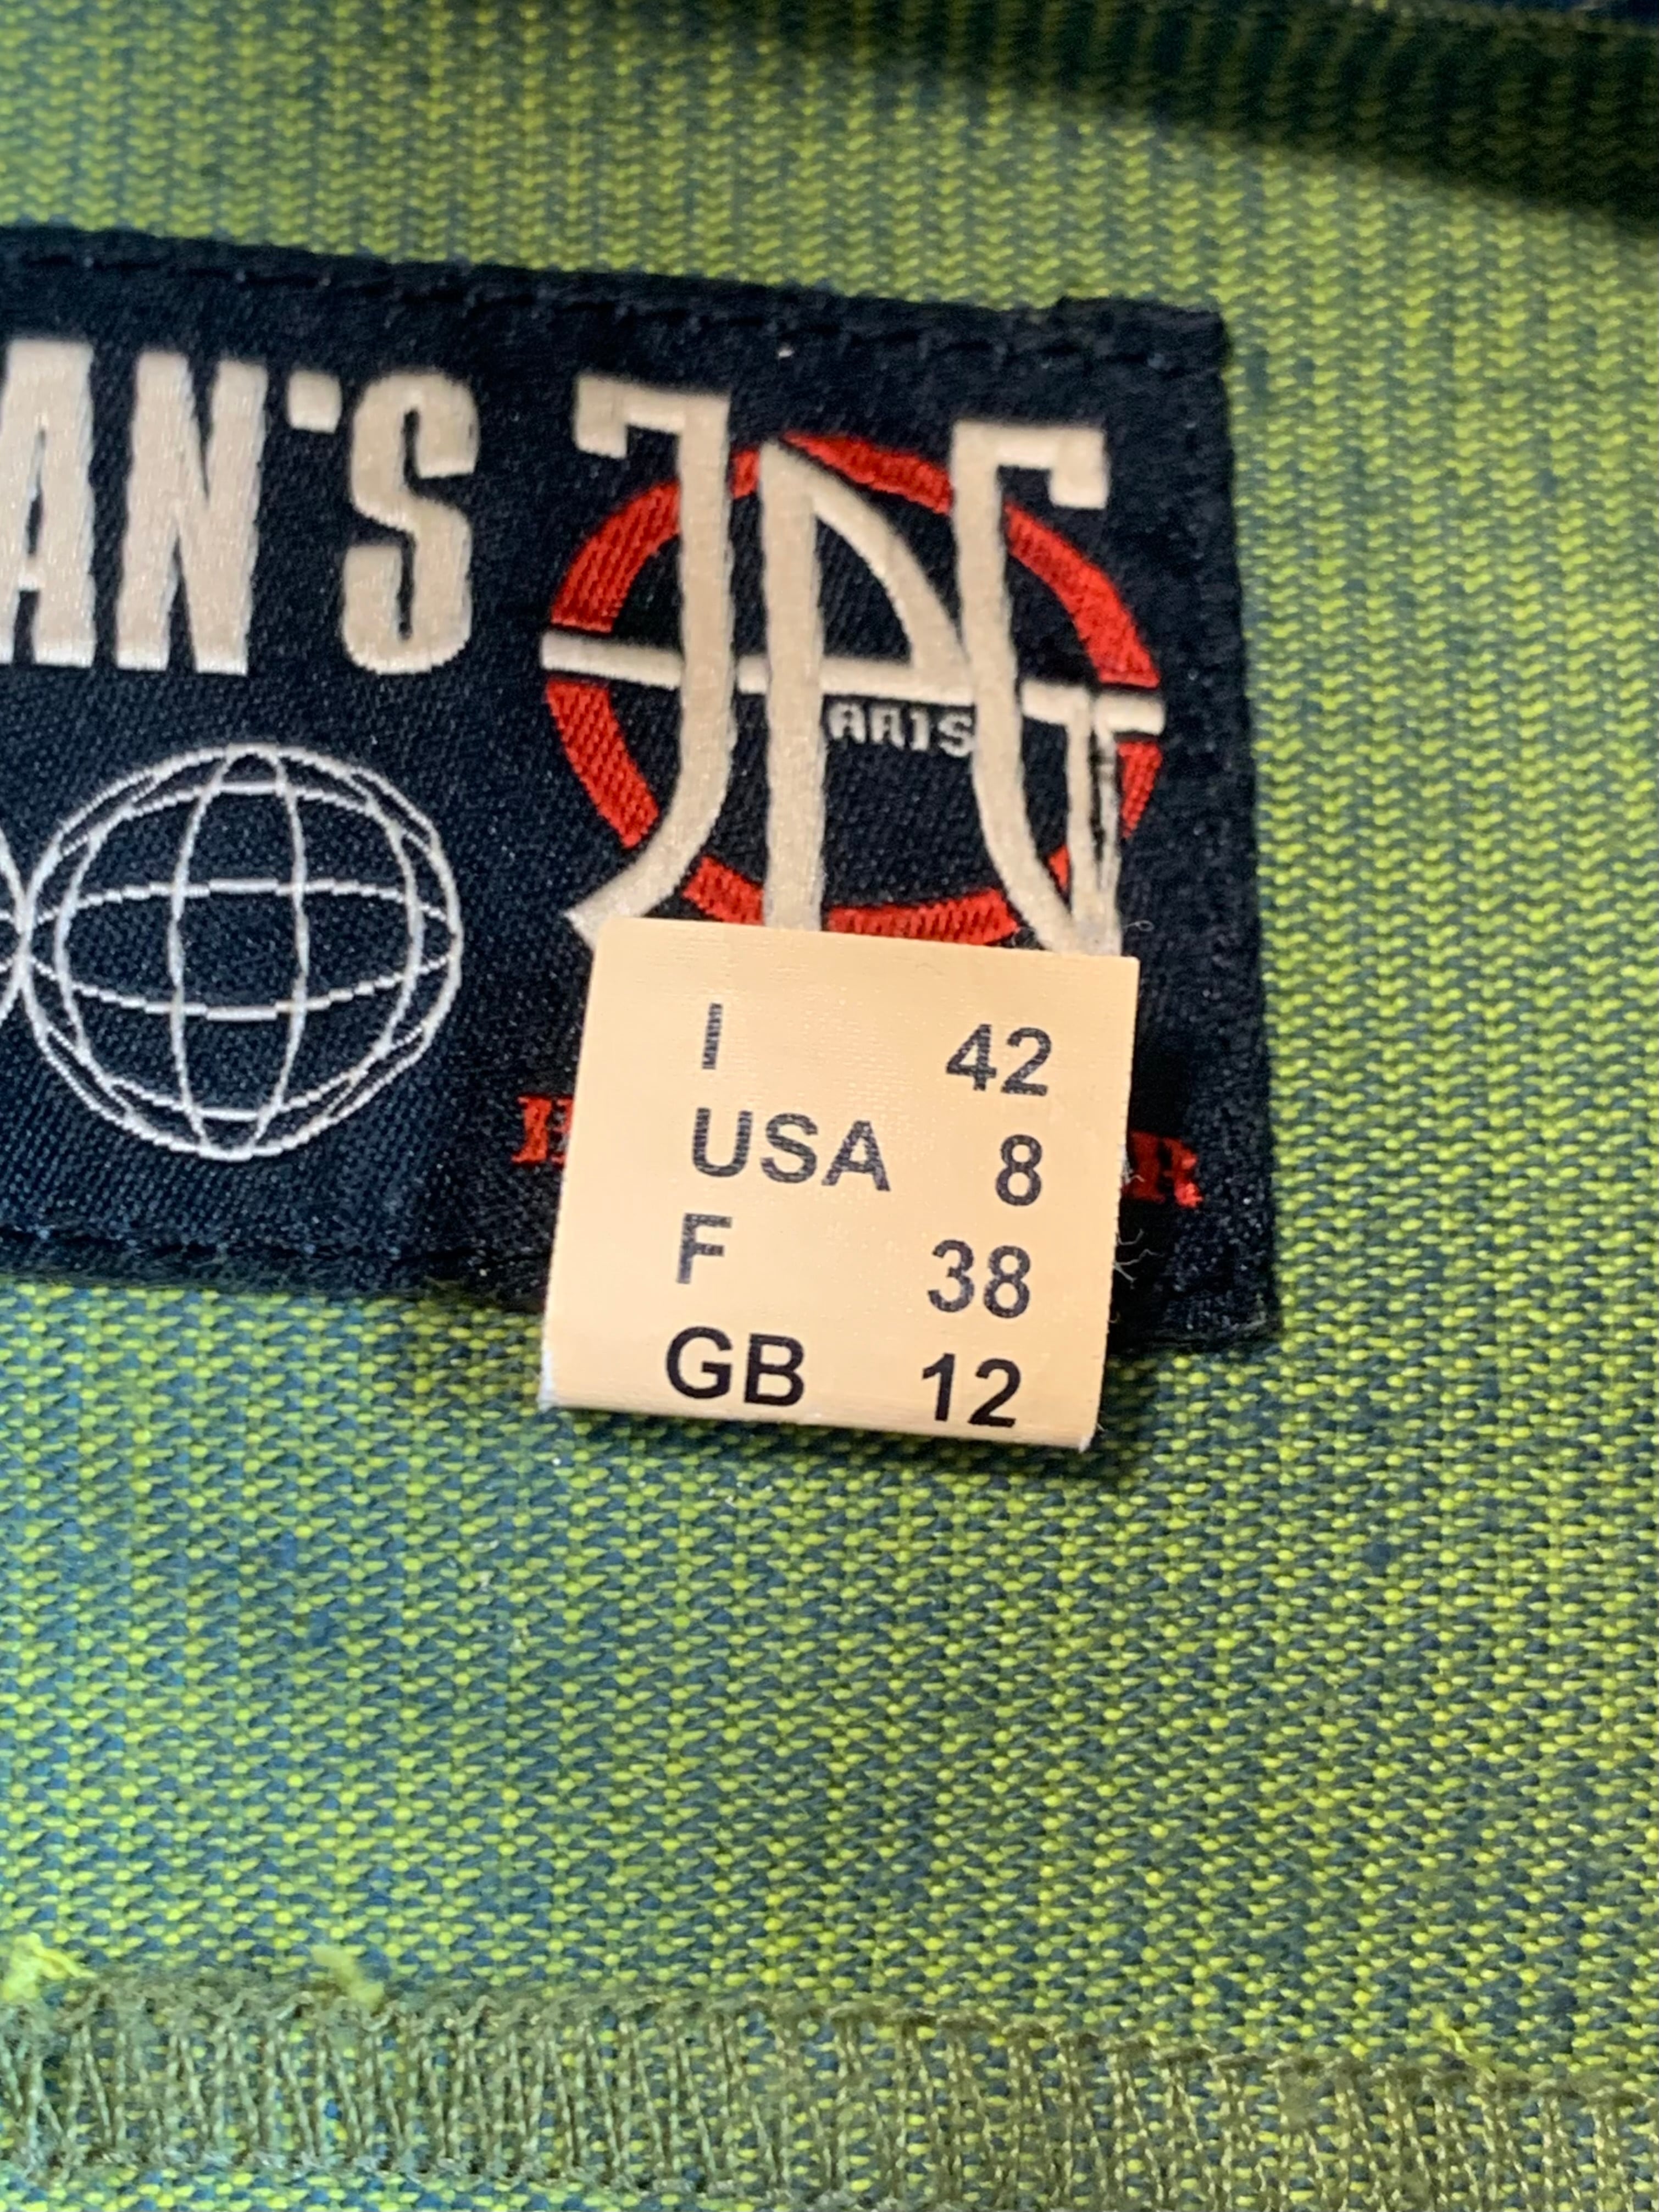 AN'S JPG
ARIS
I 42
USA 8
F 38
GB 12